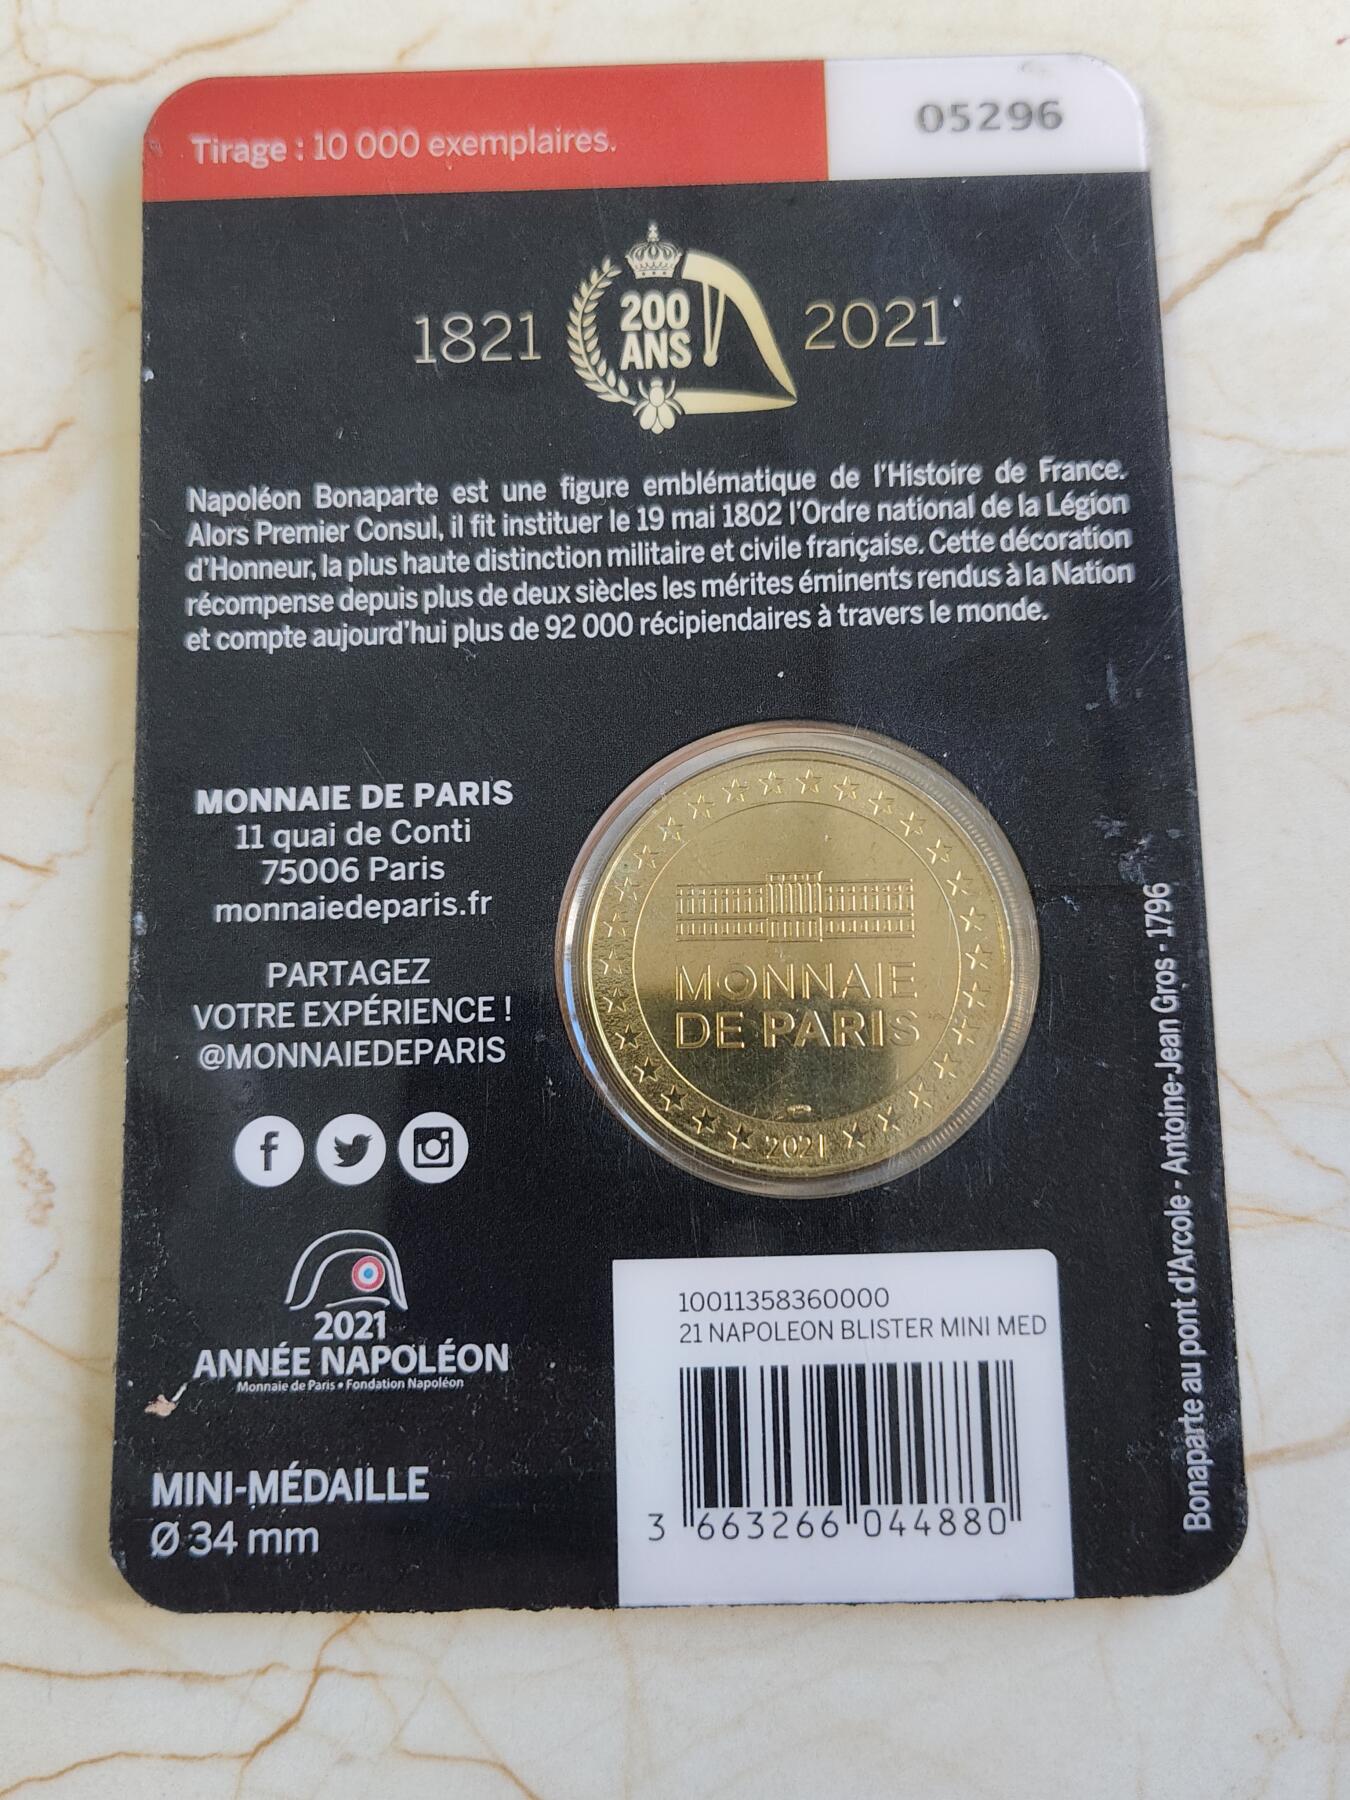 Tirage : 10 000 exemplaires.
05296
1821
200
ANS
2021
Napoléon Bonaparte est une figure emblématique de l'Histoire de France.
Alors Premier Consul, il fit instituer le 19 mai 1802 l'Ordre national de la Légion
d'Honneur, la plus haute distinction militaire et civile française. Cette décoration
récompense depuis plus de deux siècles les mérites éminents rendus à la Nation
et compte aujourd'hui plus de 92 000 récipiendaires à travers le monde.
MONNAIE DE PARIS
11 quai de Conti
75006 Paris
monnaiedeparis.fr
PARTAGEZ
VOTRE EXPÉRIENCE !
@MONNAIEDEPARIS
MONNAIE
DE PARIS
2021
2021
ANNÉE NAPOLÉON
Monnaie de Paris • Fondation Napoléon
MINI-MÉDAILLE
Ø 34 mm
10011358360000
21 NAPOLEON BLISTER MINI MED
3 663266 044880
Bonaparte au pont d'Arcole - Antoine-Jean Gros - 1796